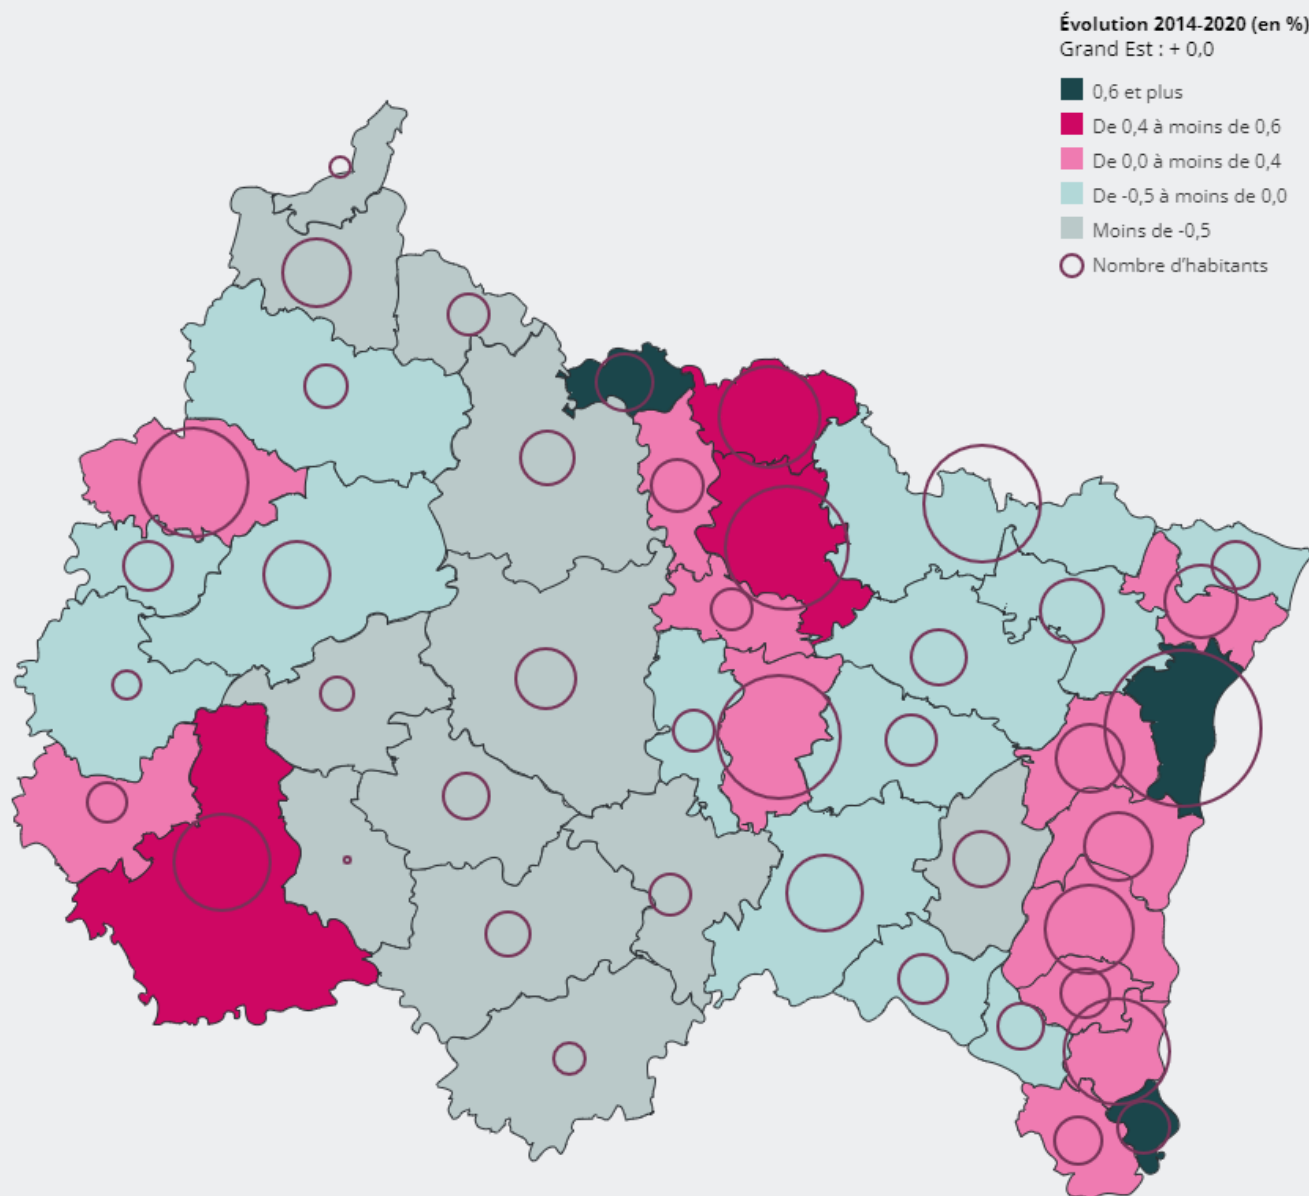 Évolution 2014-2020 (en %)
Grand Est : + 0,0
0,6 et plus
De 0,4 à moins de 0,6
De 0,0 à moins de 0,4
De -0,5 à moins de 0,0
Moins de -0,5
Nombre d'habitants